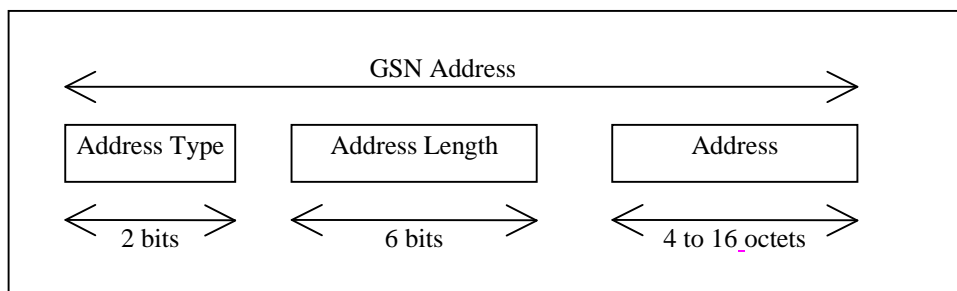 GSN Address
Address Type Address Length Address
2 bits 6 bits 4 to 16 octets